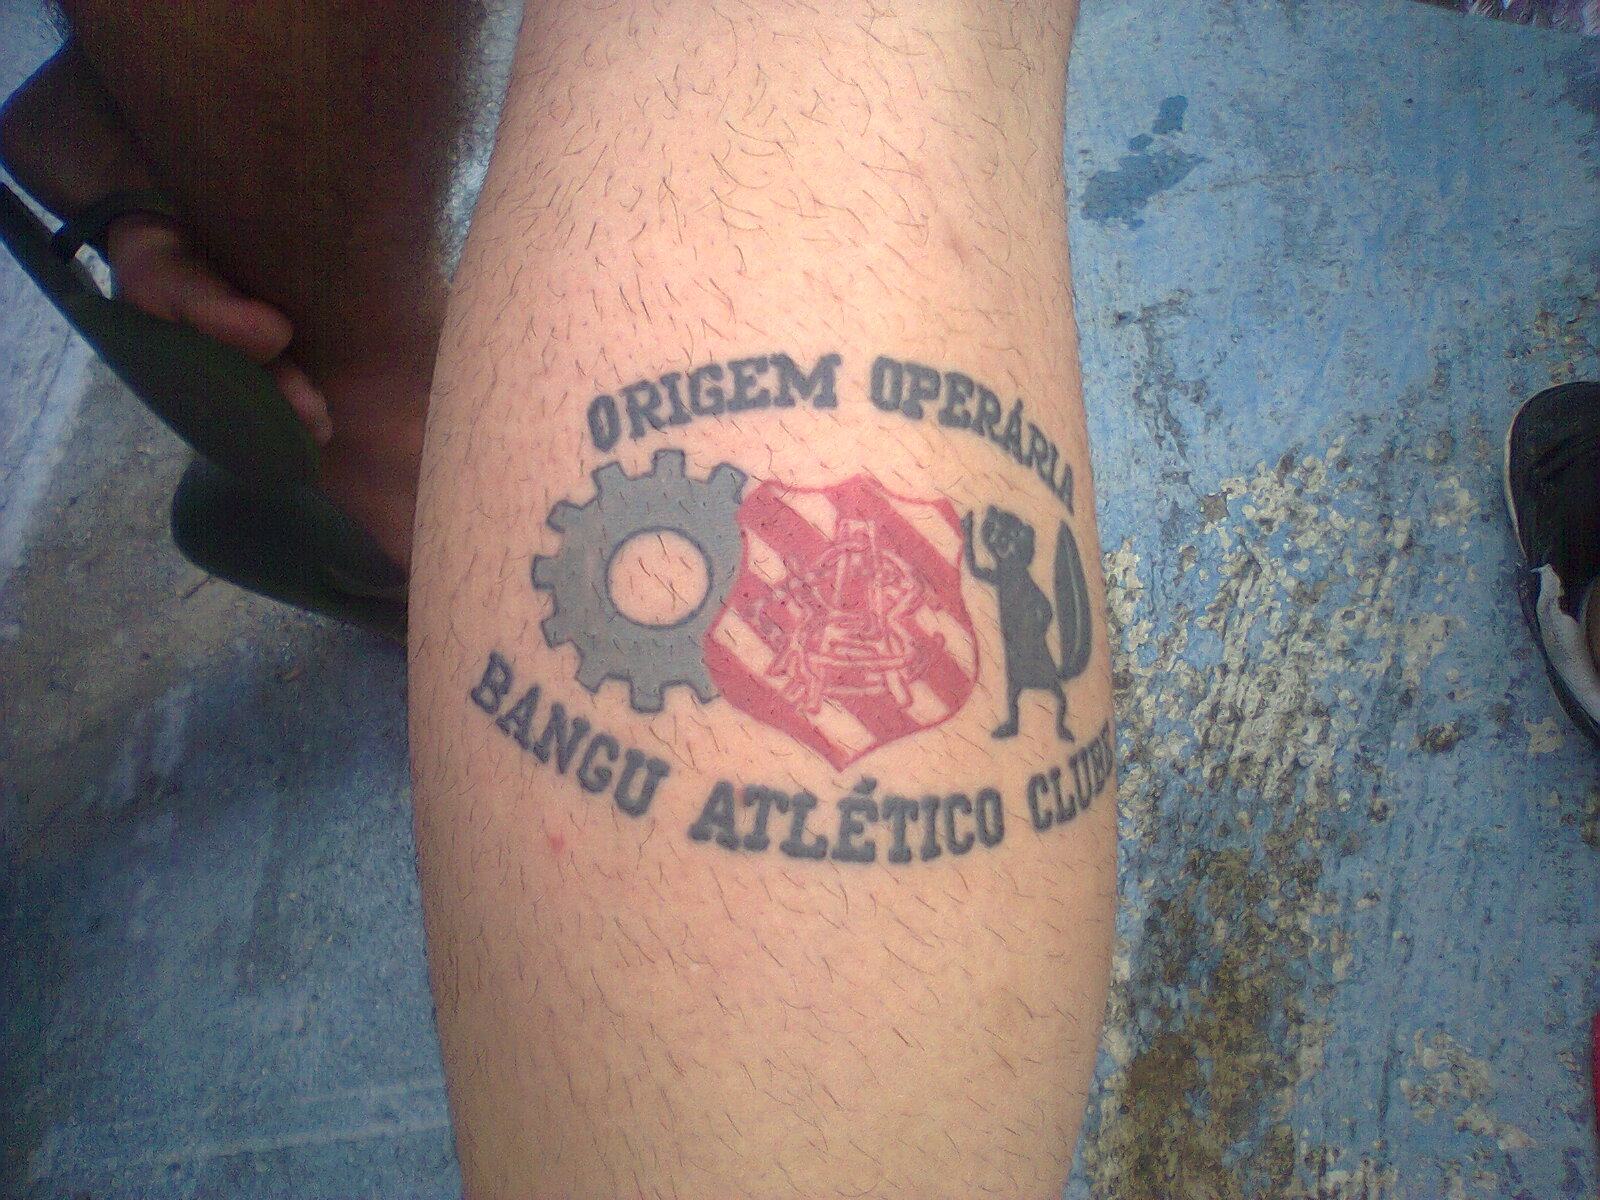 ORIGEM OPERÁRIA
BANGU ATLÉTICO CLUBE